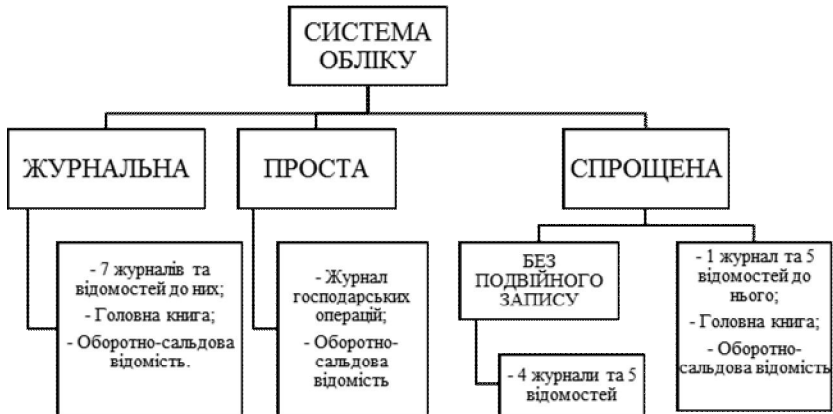 СИСТЕМА
ОБЛІКУ
ЖУРНАЛЬНА
ПРОСТА
СПРОЩЕНА
- 7 журналів та
відомостей до них;
- Головна книга;
- Оборотно-сальдова
відомість.
- Журнал
господарських
операцій;
- Оборотно-
сальдова
відомість
БЕЗ
ПОДВІЙНОГО
ЗАПИСУ
- 4 журнали та 5
відомостей
- 1 журнал та 5
відомостей до
нього;
- Головна книга;
- Оборотно-
сальдова відомість